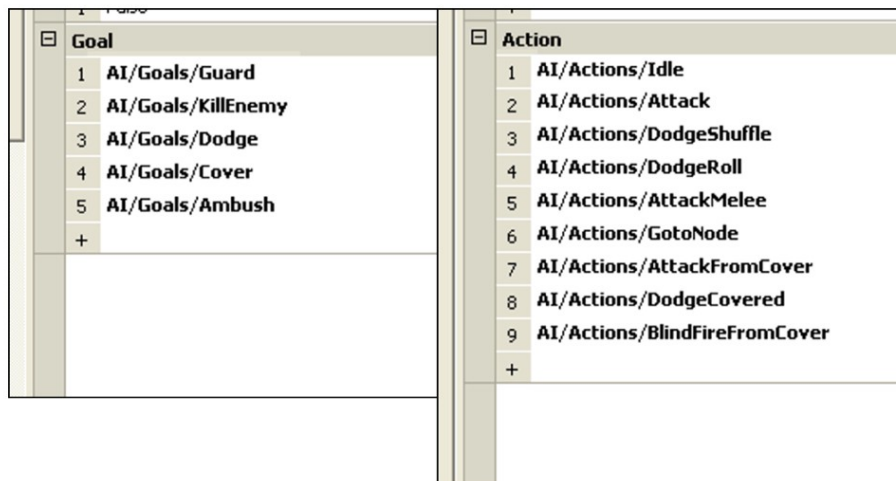 Goal
1 AI/Goals/Guard
2 AI/Goals/KillEnemy
3 AI/Goals/Dodge
4 AI/Goals/Cover
5 AI/Goals/Ambush
+
Action
1 AI/Actions/Idle
2 AI/Actions/Attack
3 AI/Actions/DodgeShuffle
4 AI/Actions/DodgeRoll
5 AI/Actions/AttackMelee
6 AI/Actions/GotoNode
7 AI/Actions/AttackFromCover
8 AI/Actions/DodgeCovered
9 AI/Actions/BlindFireFromCover
+